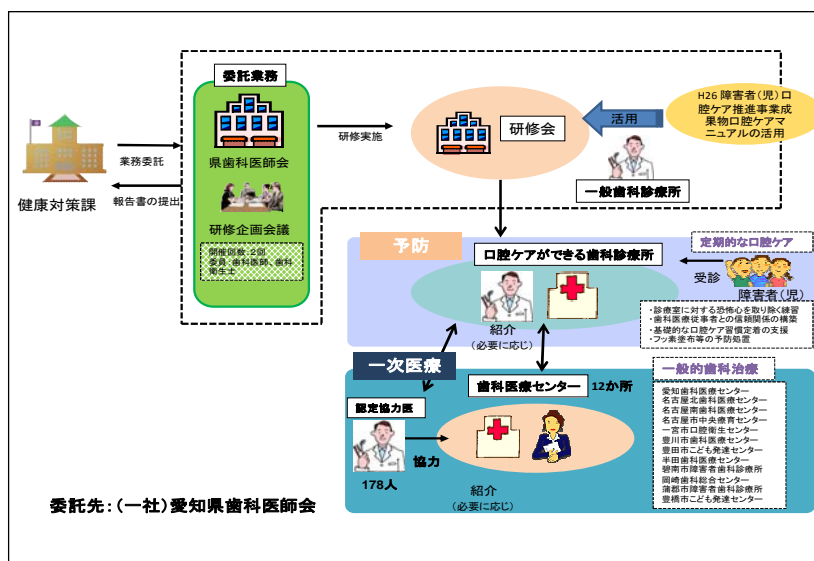 委託業務
県歯科医師会
研修企画会議
開催回数:2回
委員:歯科医師、歯科
衛生士
健康対策課
業務委託
報告書の提出
研修実施
研修会
活用
H26 障害者(児)口
腔ケア推進事業成
果物口腔ケアマ
ニュアルの活用
一般歯科診療所
予防
口腔ケアができる歯科診療所
定期的な口腔ケア
受診
障害者(児)
・診療室に対する恐怖心を取り除く練習
・歯科医療従事者との信頼関係の構築
・基礎的な口腔ケア習慣定着の支援
・フッ素塗布等の予防処置
紹介
(必要に応じ)
一次医療
歯科医療センター 12か所
一般的歯科治療
愛知歯科医療センター
名古屋北歯科医療センター
名古屋南歯科医療センター
名古屋市中央療育センター
一宮市口腔衛生センター
豊川市歯科医療センター
豊田市こども発達センター
半田歯科医療センター
碧南市障害者歯科診療所
岡崎歯科総合センター
蒲郡市障害者歯科診療所
豊橋市こども発達センター
認定協力医
178人
協力
紹介
(必要に応じ)
委託先:(一社)愛知県歯科医師会